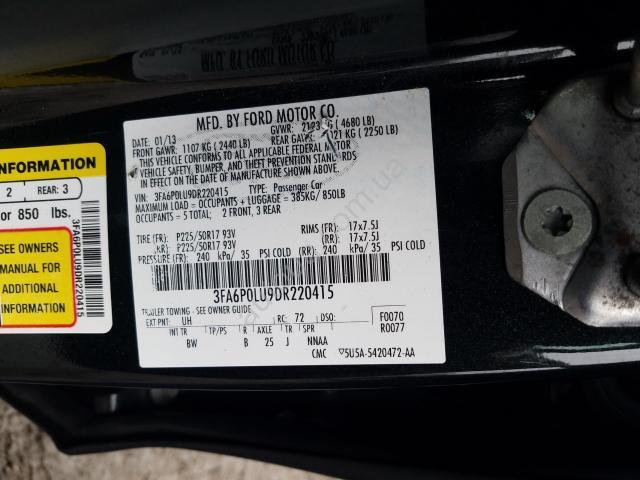 MFD. BY FORD MOTOR CO.
DATE: 01/13
GVWR: KG (4680 LB)
FRONT GAWR: 1107 KG (2440 LB)
REAR GAWR: 1021 KG (2250 LB)
THIS VEHICLE CONFORMS TO ALL APPLICABLE FEDERAL MOTOR
VEHICLE SAFETY, BUMPER, AND THEFT PREVENTION STANDARDS
IN EFFECT ON THE DATE OF MANUFACTURE SHOWN ABOVE.
VIN: 3FA6P0LU9DR220415 TYPE: Passenger Car
MAXIMUM LOAD = OCCUPANTS + LUGGAGE = 385KG/ 850LB
OCCUPANTS = 5 TOTAL; 2 FRONT, 3 REAR
TIRE (FR): P225/50R17 93V RIMS (FR): 17x7.5J
(RR): P225/50R17 93V (RR): 17x7.5J
PRESSURE (FR): 240 kPa/ 35 PSI COLD (RR): 240 kPa/ 35 PSI COLD
3FA6P0LU9DR220415
TRAILER TOWING - SEE OWNERS GUIDE
EXT PNT: UH RC: 72 DSO: F0070
R0077
INT TR TP/PS R AXLE TR SPR
BW B 25 J NNAA
CMC ▽5U5A-5420472-AA
INFORMATION
2 REAR: 3
or 850 lbs.
SEE OWNERS
MANUAL FOR
ADDITIONAL
INFORMATION
3FA6P0LU9DR220415